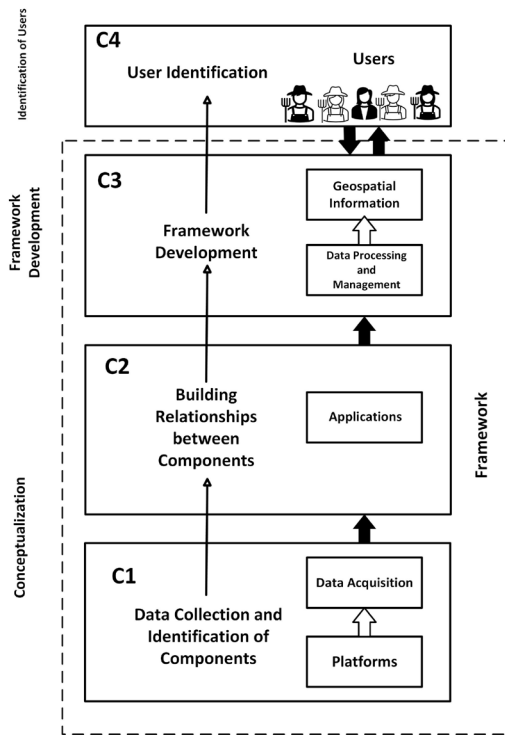 Identification of Users
C4
User Identification
Users
Framework
Development
C3
Framework
Development
Geospatial
Information
Data Processing
and
Management
C2
Building
Relationships
between
Components
Applications
Framework
Conceptualization
C1
Data Collection and
Identification of
Components
Data Acquisition
Platforms